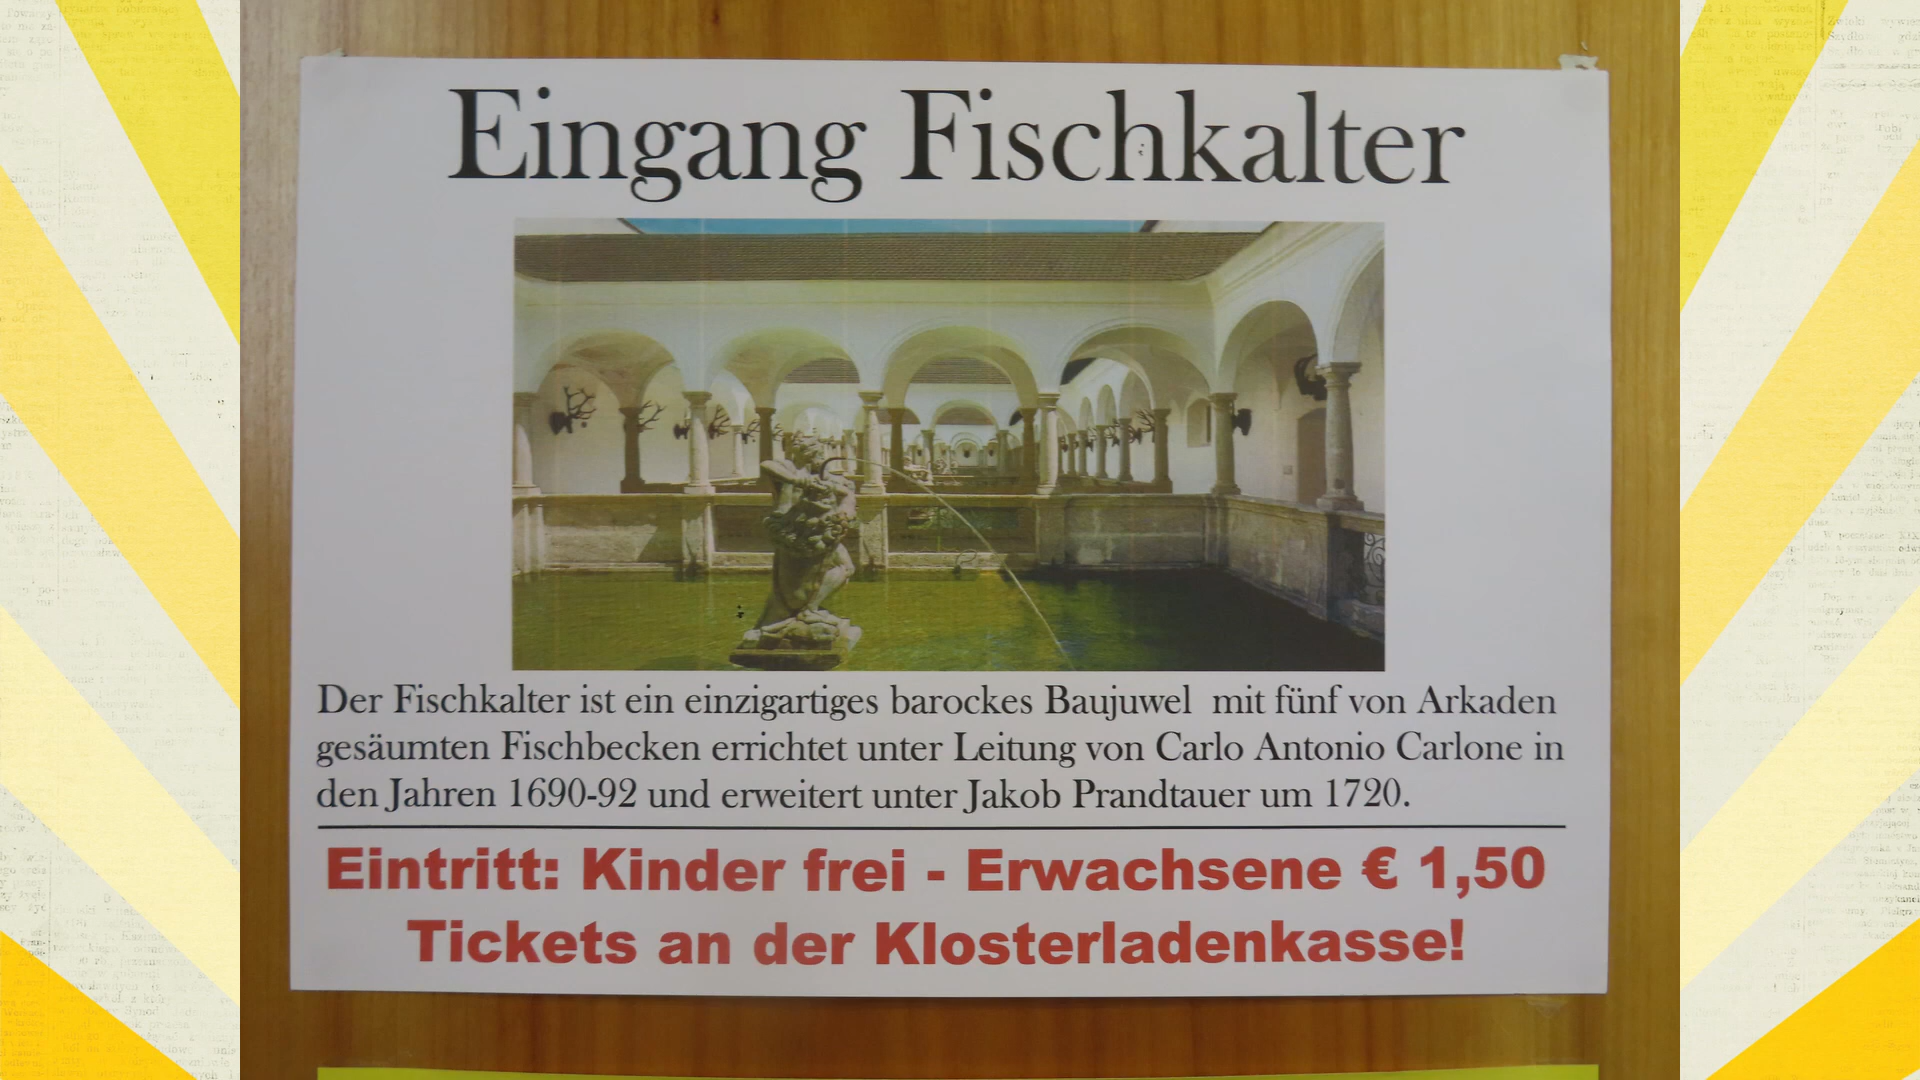 Eingang Fischkalter
Der Fischkalter ist ein einzigartiges barockes Baujuwel mit fünf von Arkaden
gesäumten Fischbecken errichtet unter Leitung von Carlo Antonio Carlone in
den Jahren 1690-92 und erweitert unter Jakob Prandtauer um 1720.
Eintritt: Kinder frei - Erwachsene € 1,50
Tickets an der Klosterladenkasse!